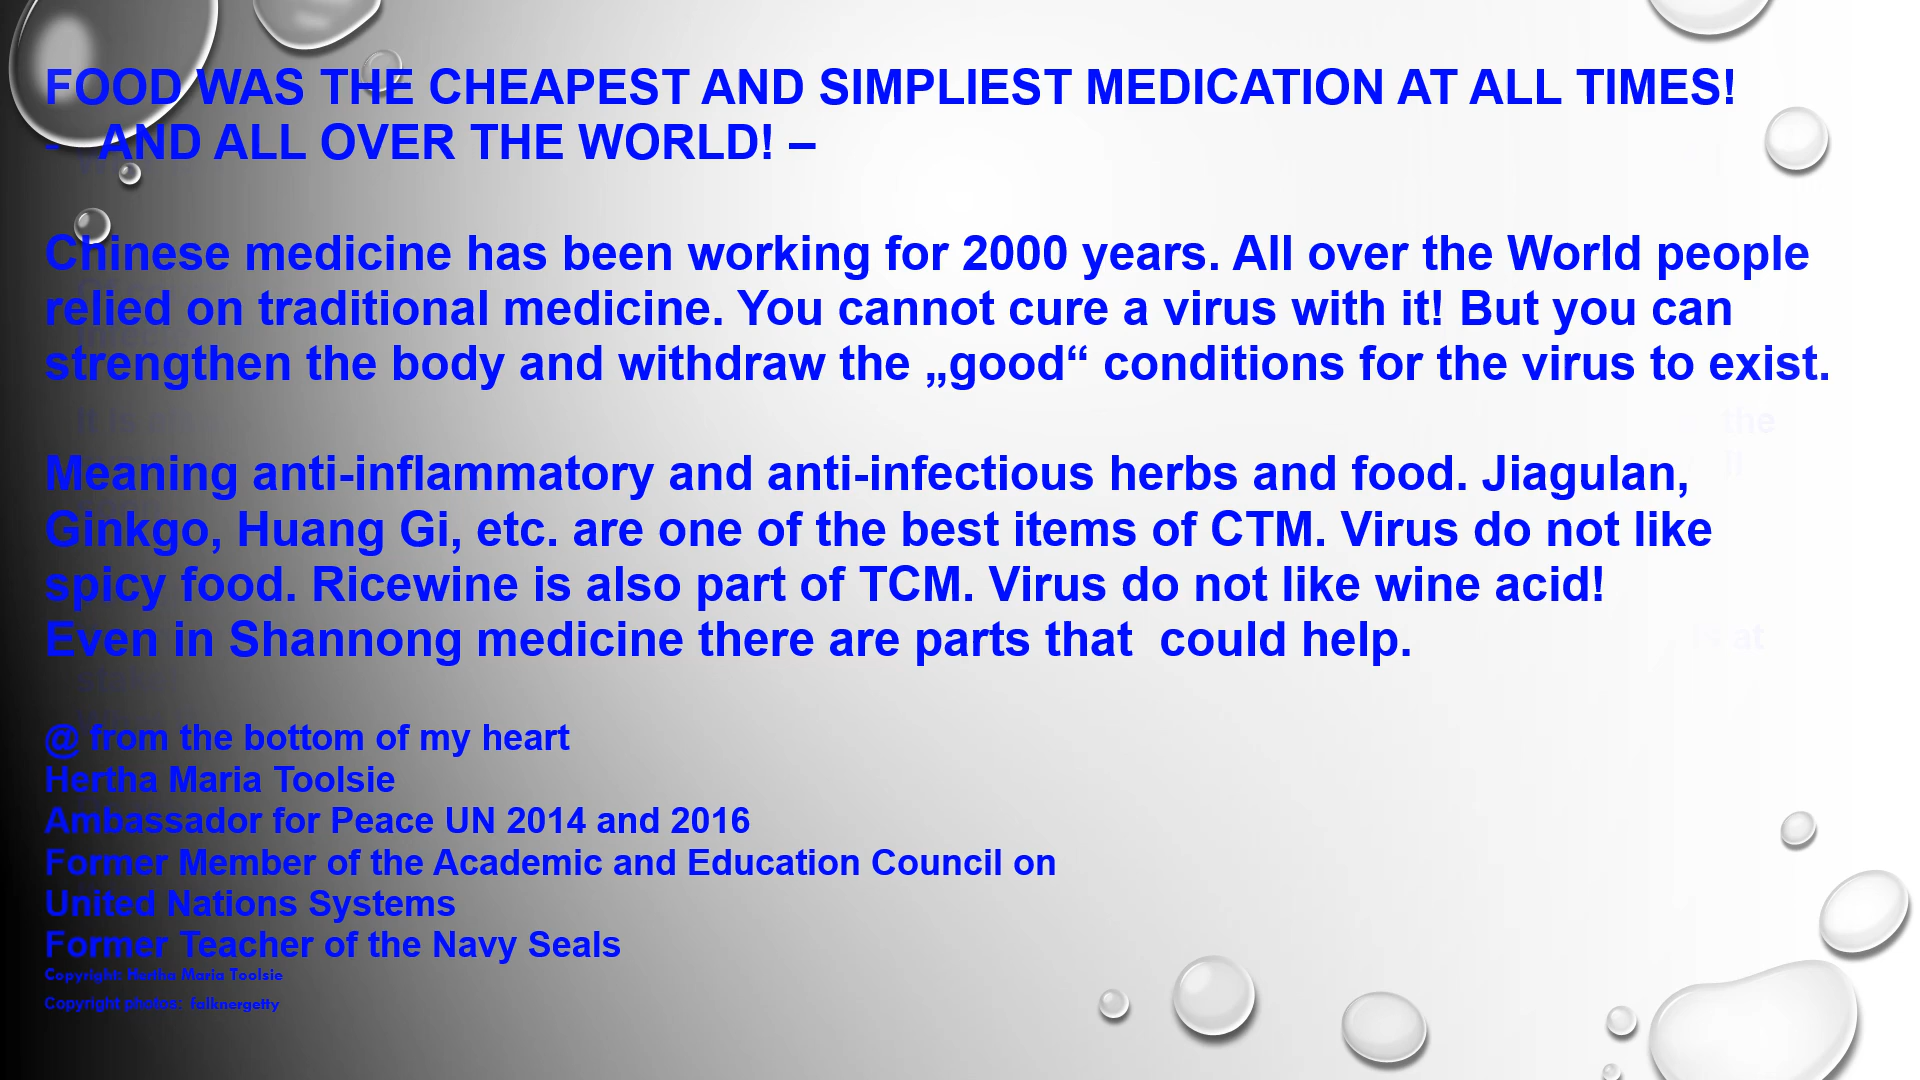 FOOD WAS THE CHEAPEST AND SIMPLIEST MEDICATION AT ALL TIMES!
- AND ALL OVER THE WORLD! –
Chinese medicine has been working for 2000 years. All over the World people
relied on traditional medicine. You cannot cure a virus with it! But you can
strengthen the body and withdraw the „good“ conditions for the virus to exist.
Meaning anti-inflammatory and anti-infectious herbs and food. Jiagulan,
Ginkgo, Huang Gi, etc. are one of the best items of CTM. Virus do not like
spicy food. Ricewine is also part of TCM. Virus do not like wine acid!
Even in Shannong medicine there are parts that could help.
@ from the bottom of my heart
Hertha Maria Toolsie
Ambassador for Peace UN 2014 and 2016
Former Member of the Academic and Education Council on
United Nations Systems
Former Teacher of the Navy Seals
Copyright: Hertha Maria Toolsie
Copyright photos: falknergetty